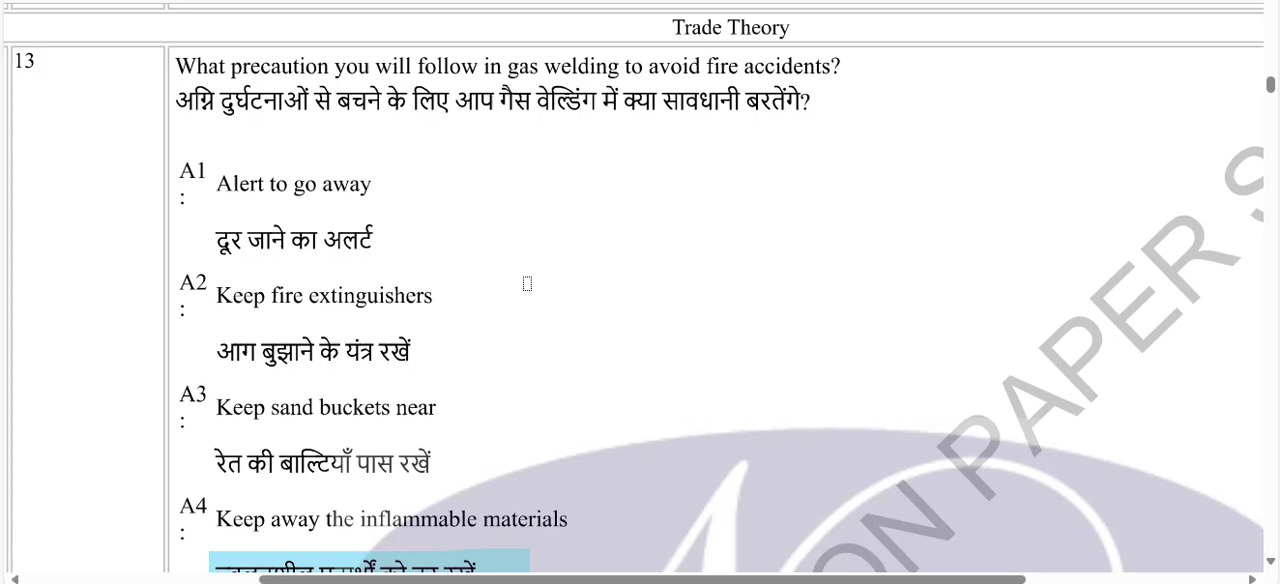 Trade Theory
13
What precaution you will follow in gas welding to avoid fire accidents?
अग्नि दुर्घटनाओं से बचने के लिए आप गैस वेल्डिंग में क्या सावधानी बरतेंगे?
A1
:
Alert to go away
दूर जाने का अलर्ट
A2
:
Keep fire extinguishers
आग बुझाने के यंत्र रखें
A3
:
Keep sand buckets near
रेत की बाल्टियाँ पास रखें
A4
:
Keep away the inflammable materials
ON PAPER S